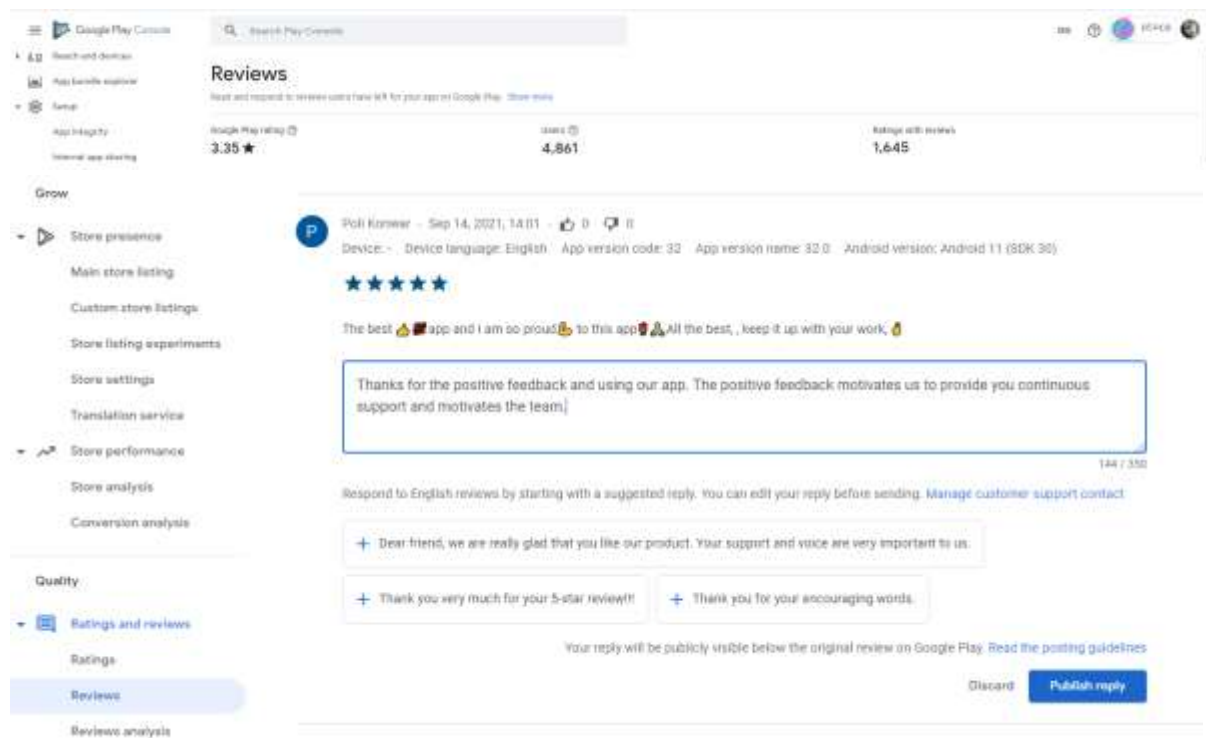 Google Play Console
Search Play Console
Reach and devices
App bundle explorer
Setup
App integrity
Internal app sharing
Reviews
Read and respond to reviews users have left for your app on Google Play. Show more
Google Play rating
3.35 ★
Users
4,861
Ratings with reviews
1,645
Grow
Store presence
Main store listing
Custom store listings
Store listing experiments
Store settings
Translation service
Store performance
Store analysis
Conversion analysis
Quality
Ratings and reviews
Ratings
Reviews
Reviews analysis
P
Poli Konwar - Sep 14, 2021, 14:01 - 0 0
Device: - Device language: English App version code: 32 App version name: 32.0 Android version: Android 11 (SDK 30)
The best app and i am so proud to this app All the best, , keep it up with your work,
Thanks for the positive feedback and using our app. The positive feedback motivates us to provide you continuous
support and motivates the team.
144 / 350
Respond to English reviews by starting with a suggested reply. You can edit your reply before sending. Manage customer support contact
+ Dear friend, we are really glad that you like our product. Your support and voice are very important to us.
+ Thank you very much for your 5-star review!!!
+ Thank you for your encouraging words.
Your reply will be publicly visible below the original review on Google Play. Read the posting guidelines
Discard
Publish reply